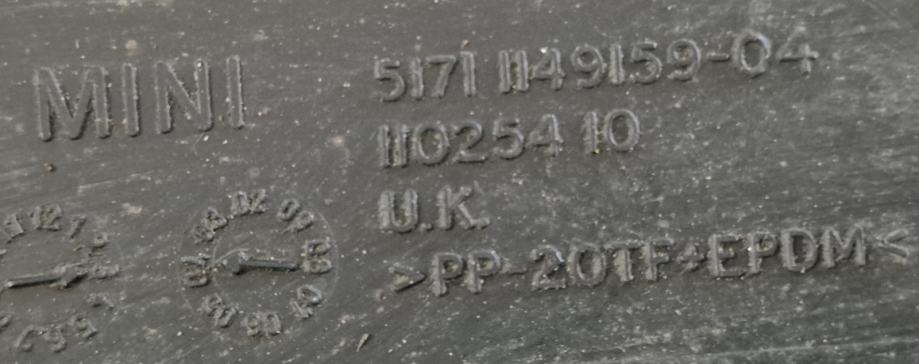 MINI
5171 1149159-04
110254 10
U.K.
>PP-20TF+EPDM<